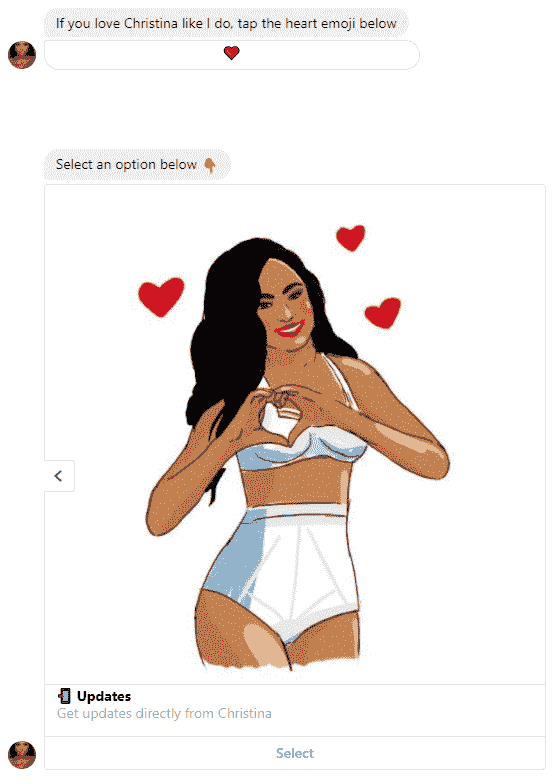 If you love Christina like I do, tap the heart emoji below
❤
Select an option below 👇🏾
📲 Updates
Get updates directly from Christina
Select